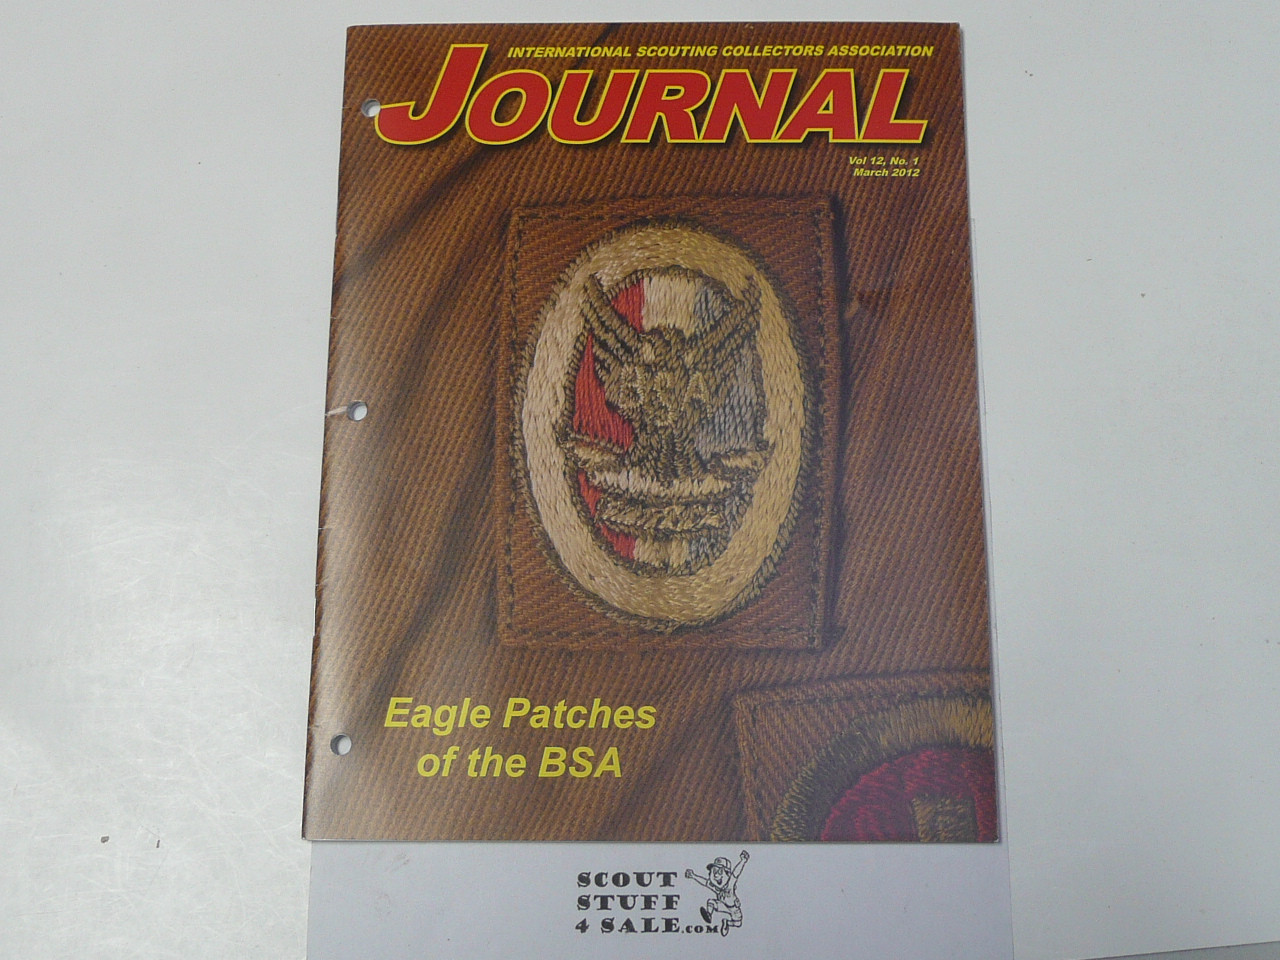 INTERNATIONAL SCOUTING COLLECTORS ASSOCIATION
JOURNAL
Vol 12, No. 1
March 2012
BSA
Eagle Patches
of the BSA
SCOUT
STUFF
4 SALE.com